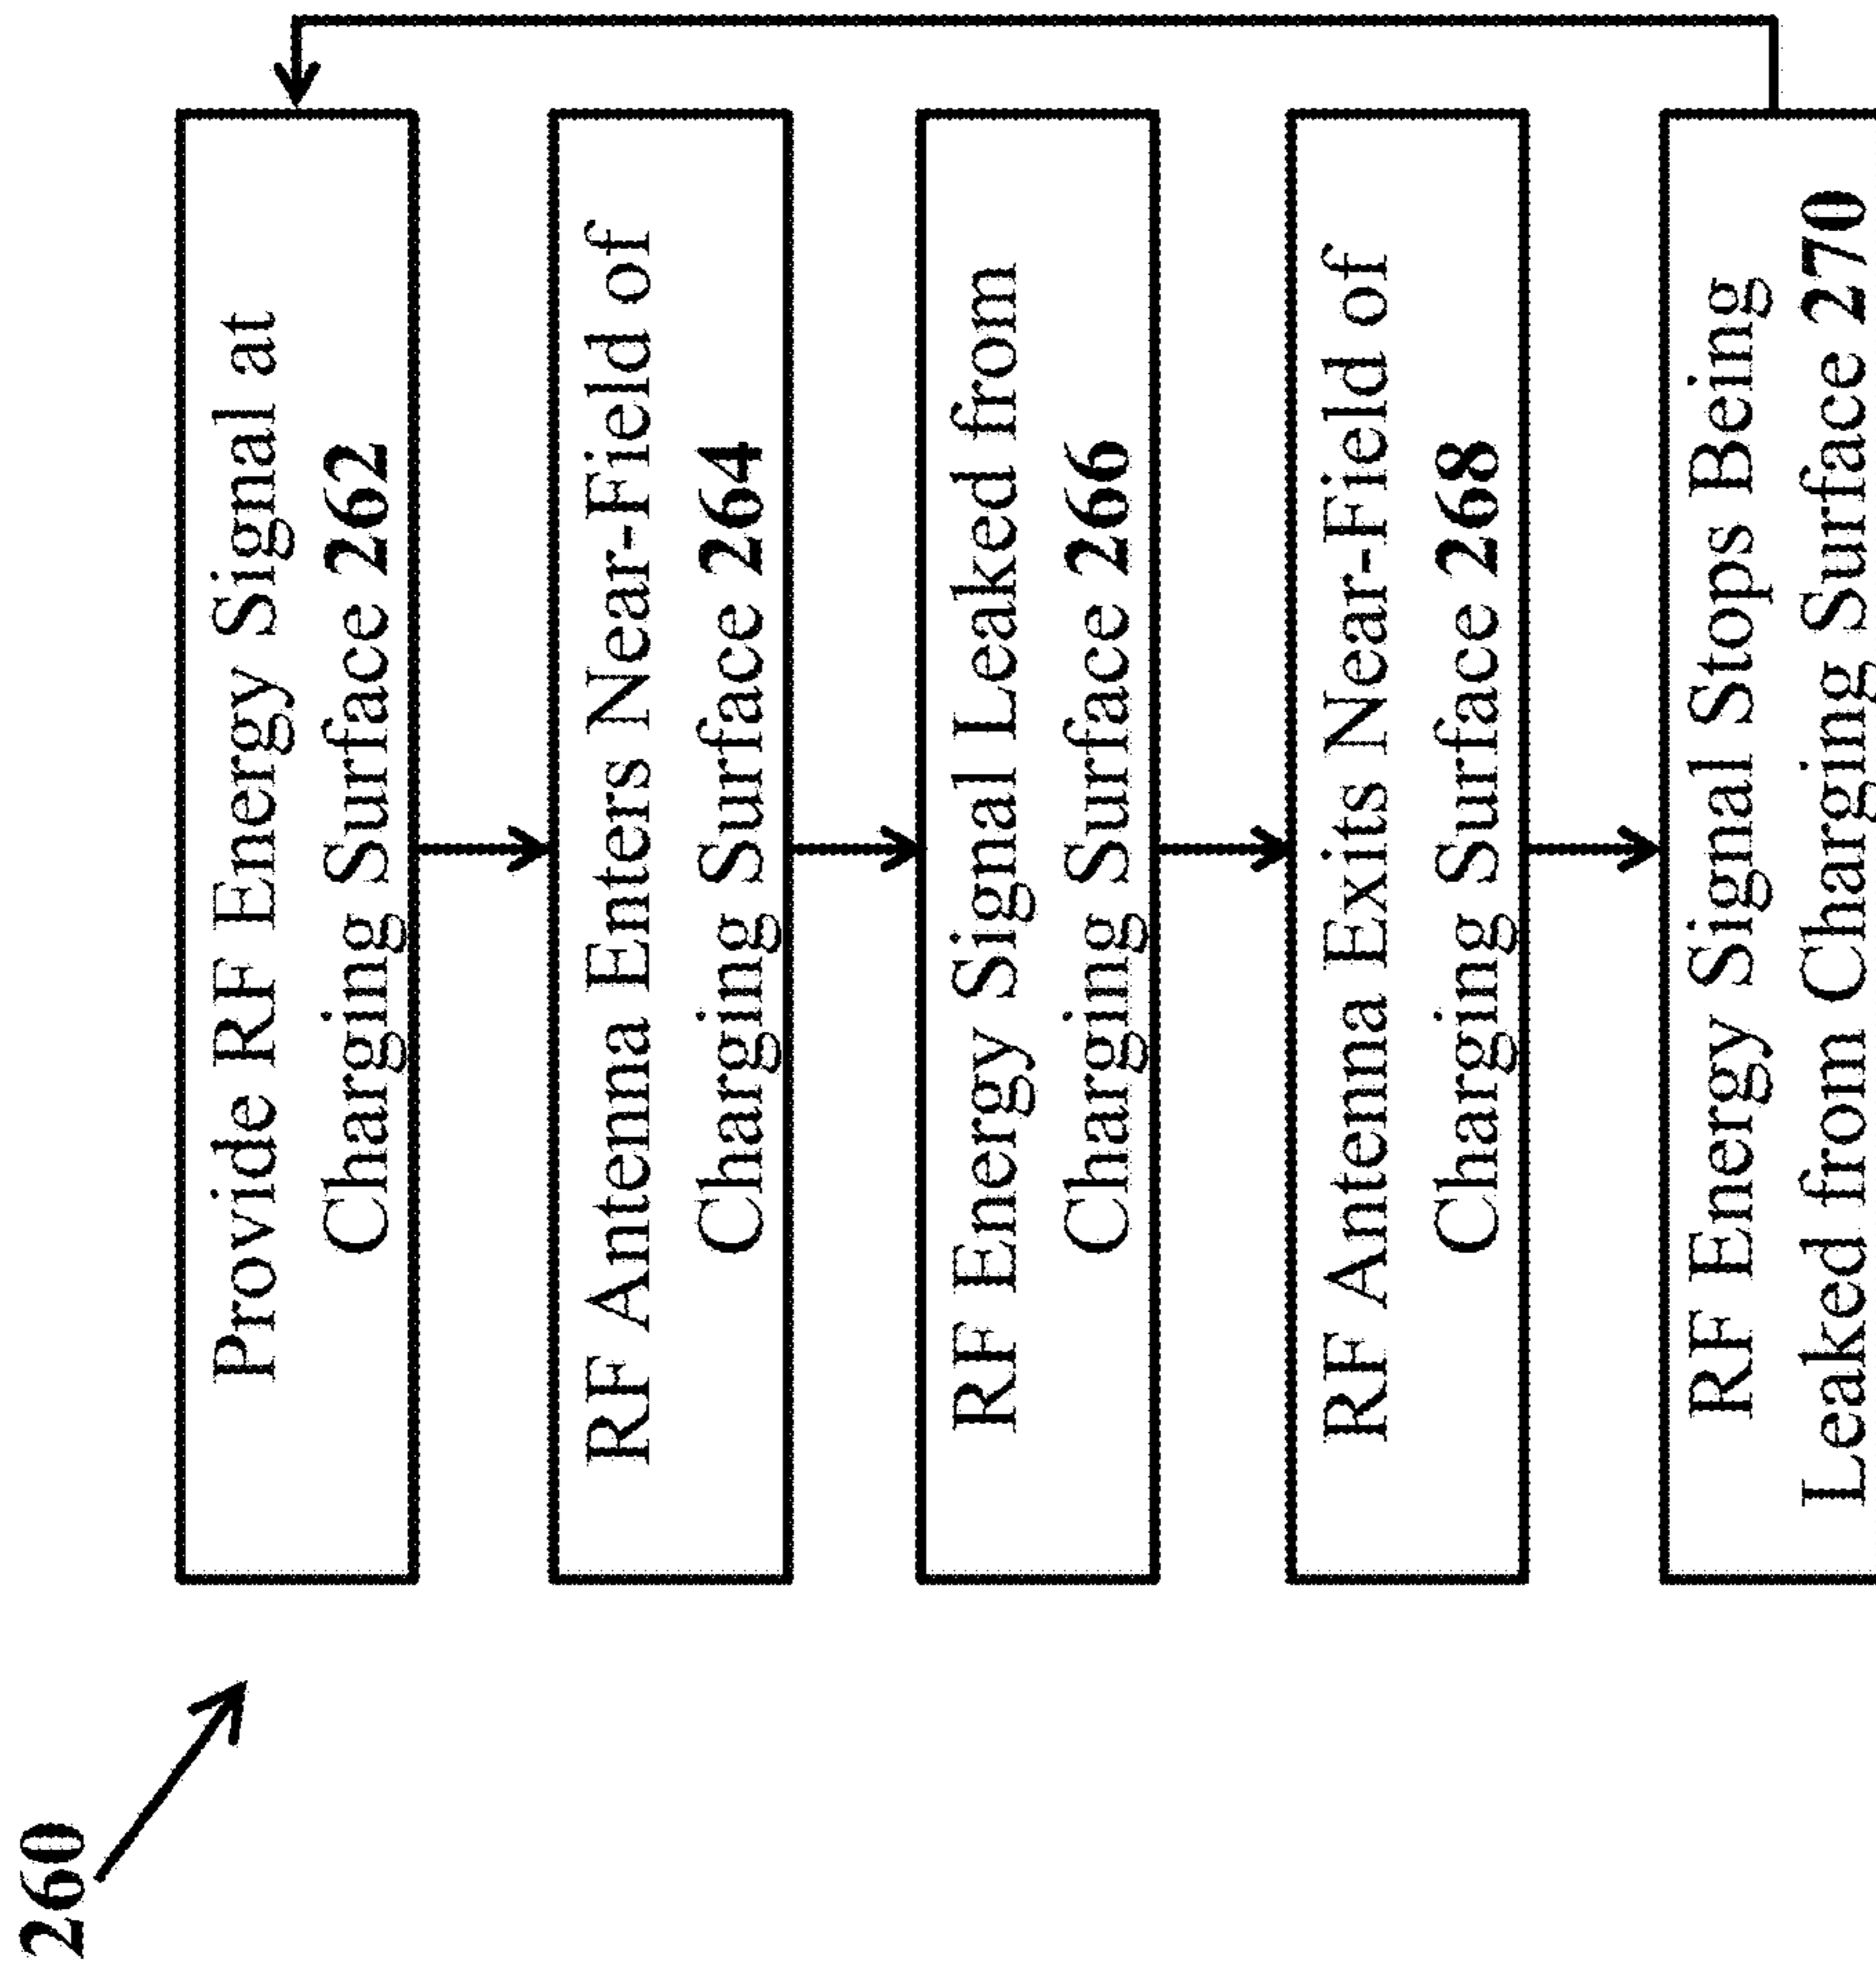 260
Provide RF Energy Signal at
Charging Surface 262
RF Antenna Enters Near-Field of
Charging Surface 264
RF Energy Signal Leaked from
Charging Surface 266
RF Antenna Exits Near-Field of
Charging Surface 268
RF Energy Signal Stops Being
Leaked from Charging Surface 270